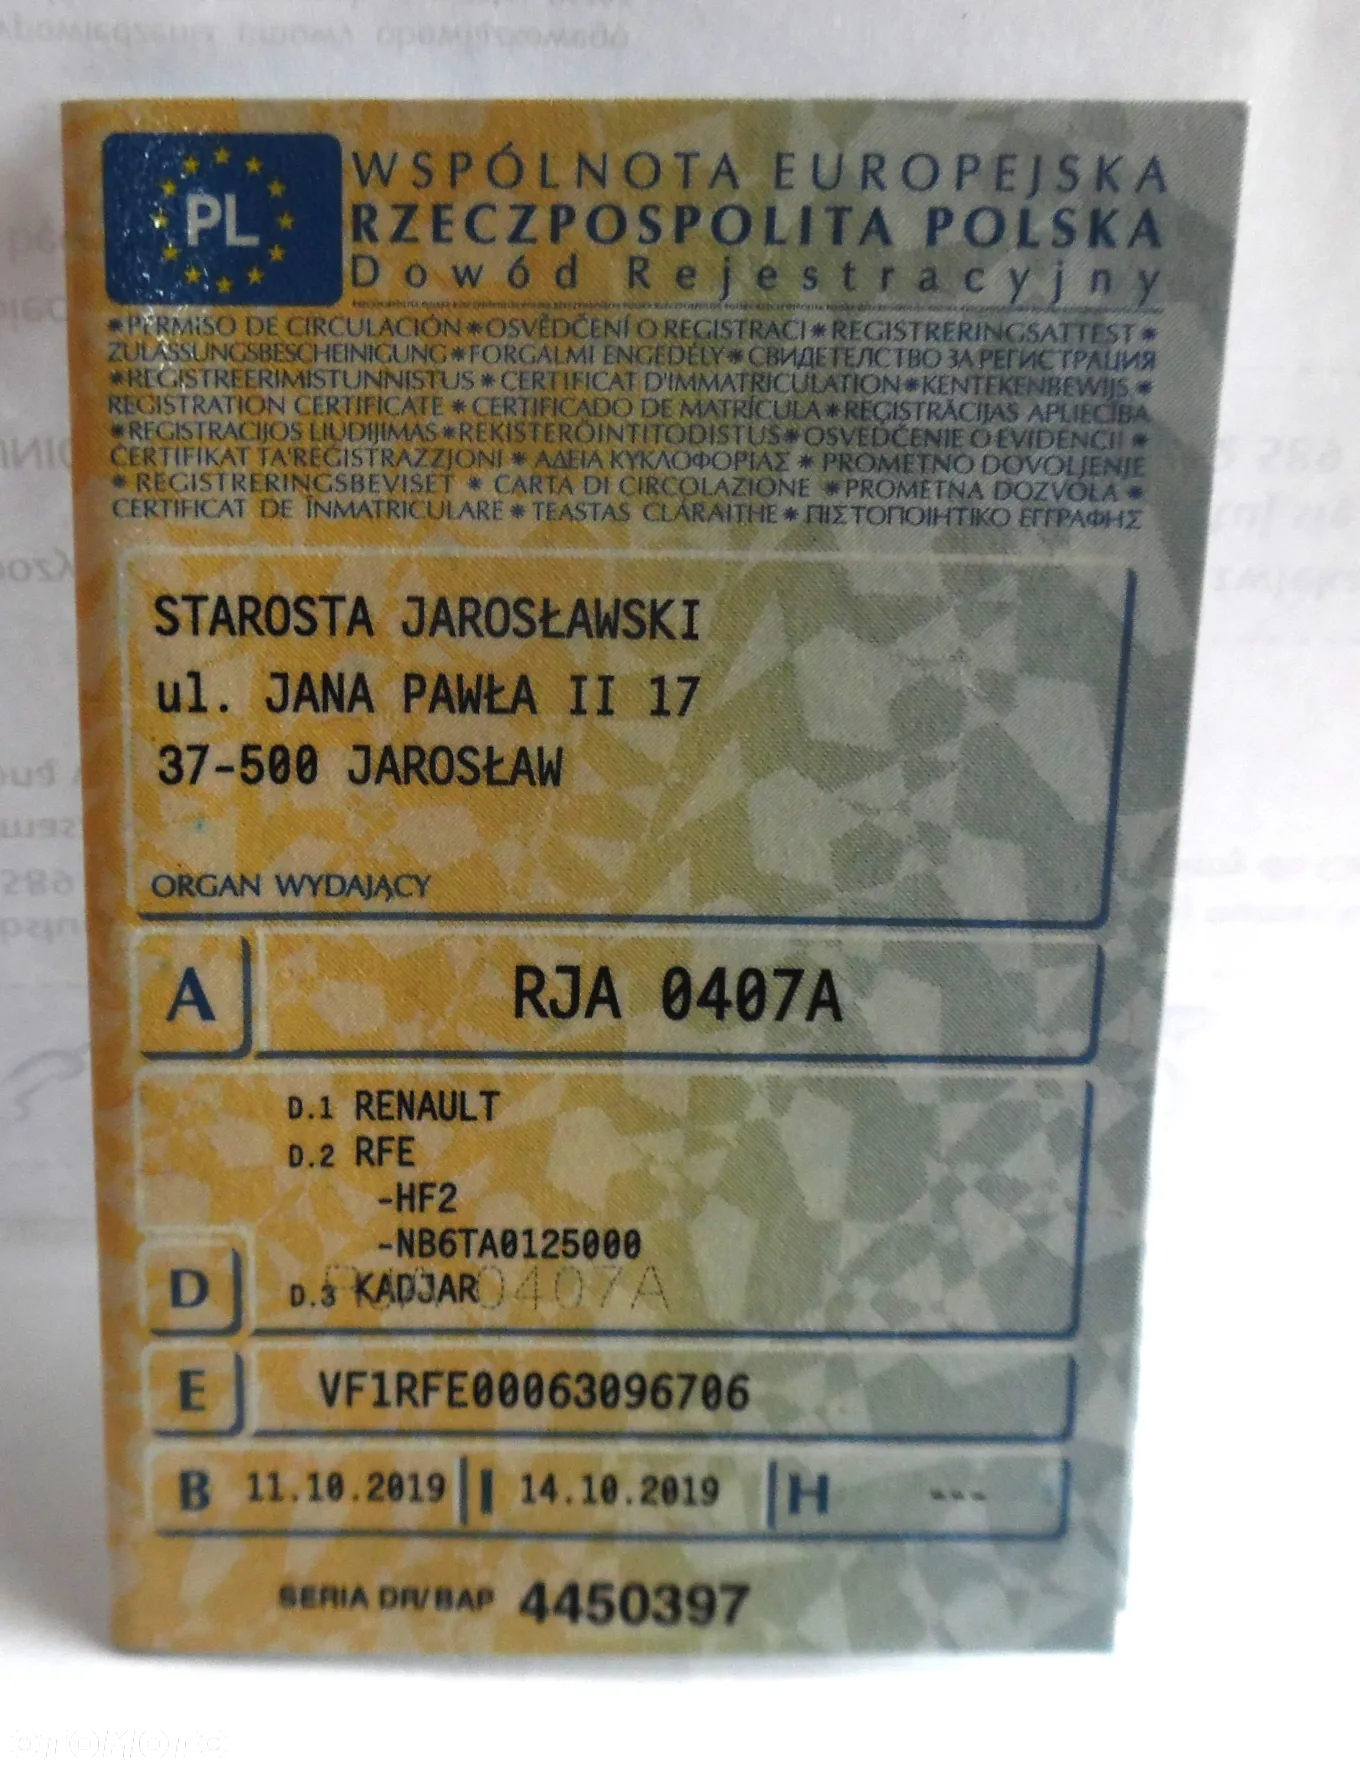 PL
WSPÓLNOTA EUROPEJSKA
RZECZPOSPOLITA POLSKA
Dowód Rejestracyjny
*PERMISO DE CIRCULACIÓN*OSVĚDČENÍ O REGISTRACI*REGISTRERINGSATTEST*
ZULASSUNGSBESCHEINIGUNG*FORGALMI ENGEDÉLY*СВИДЕТЕЛСТВО ЗА РЕГИСТРАЦИЯ
*REGISTREERIMISTUNNISTUS*CERTIFICAT D'IMMATRICULATION*KENTEKENBEWIJS*
REGISTRATION CERTIFICATE*CERTIFICADO DE MATRÍCULA*REĢISTRĀCIJAS APLIECĪBA
*REGISTRACIJOS LIUDIJIMAS*REKISTERÖINTITODISTUS*OSVEDČENIE O EVIDENCII*
ĊERTIFIKAT TA'REĠISTRAZZJONI*ΑΔΕΙΑ ΚΥΚΛΟΦΟΡΙΑΣ*PROMETNO DOVOLJENJE
*REGISTRERINGSBEVISET*CARTA DI CIRCOLAZIONE*PROMETNA DOZVOLA*
CERTIFICAT DE ÎNMATRICULARE*TEASTAS CLÁRAITHE*ΠΙΣΤΟΠΟΙΗΤΙΚΟ ΕΓΓΡΑΦΗΣ
STAROSTA JAROSŁAWSKI
ul. JANA PAWŁA II 17
37-500 JAROSŁAW
ORGAN WYDAJĄCY
A RJA 0407A
D.1 RENAULT
D.2 RFE
-HF2
-NB6TA0125000
D D.3 KADJAR
RJA 0407A
E VF1RFE00063096706
B 11.10.2019 I 14.10.2019 H ---
SERIA DR/BAP 4450397
OTOMOTO